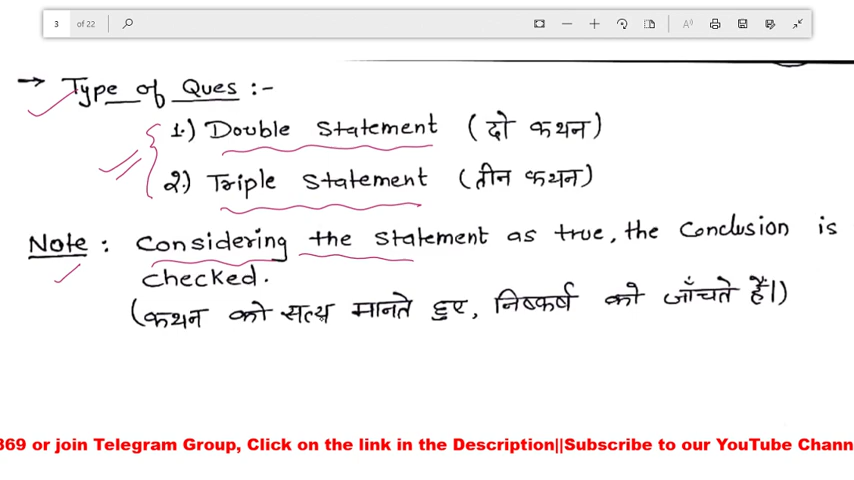 3 of 22
→ Type of Ques :-
1.) Double Statement (दो कथन)
2.) Triple Statement (तीन कथन)
Note : Considering the statement as true, the Conclusion is
checked.
(कथन को सत्य मानते हुए, निष्कर्ष को जाँचते हैं।)
369 or join Telegram Group, Click on the link in the Description||Subscribe to our YouTube Chann